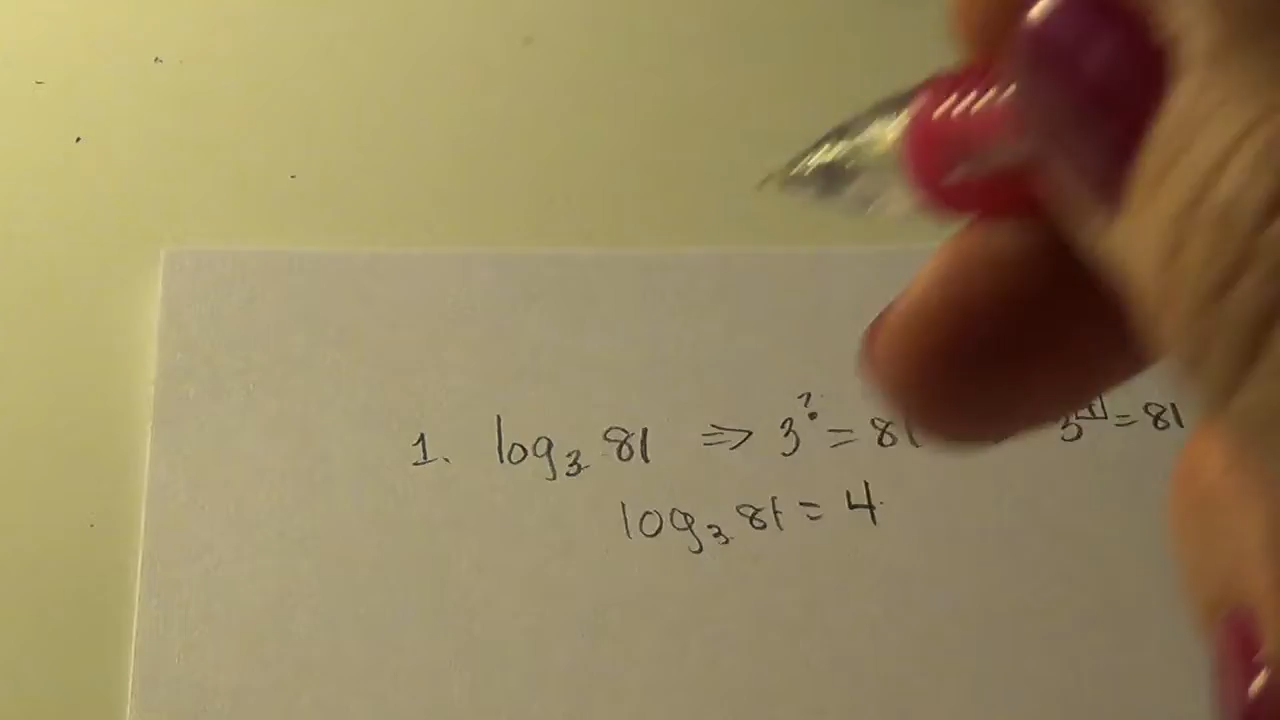 1. log₃ 81 ⇒ 3^? = 81 3^4 = 81
log₃ 81 = 4